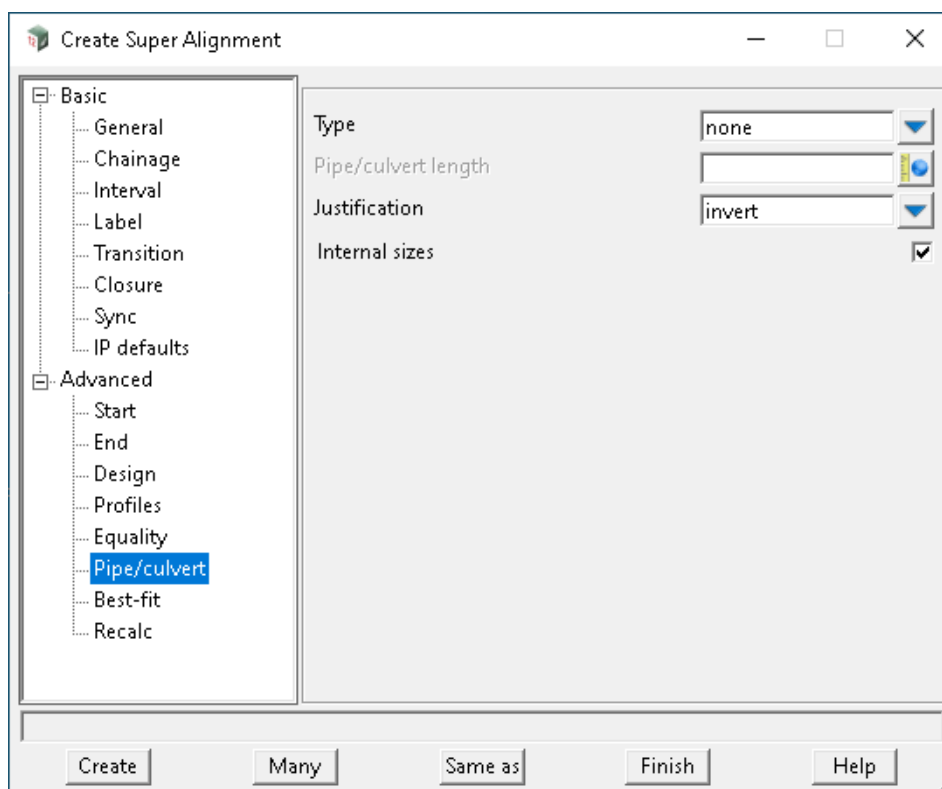 Create Super Alignment
Basic
General
Chainage
Interval
Label
Transition
Closure
Sync
IP defaults
Advanced
Start
End
Design
Profiles
Equality
Pipe/culvert
Best-fit
Recalc
Type none
Pipe/culvert length
Justification invert
Internal sizes
Create Many Same as Finish Help